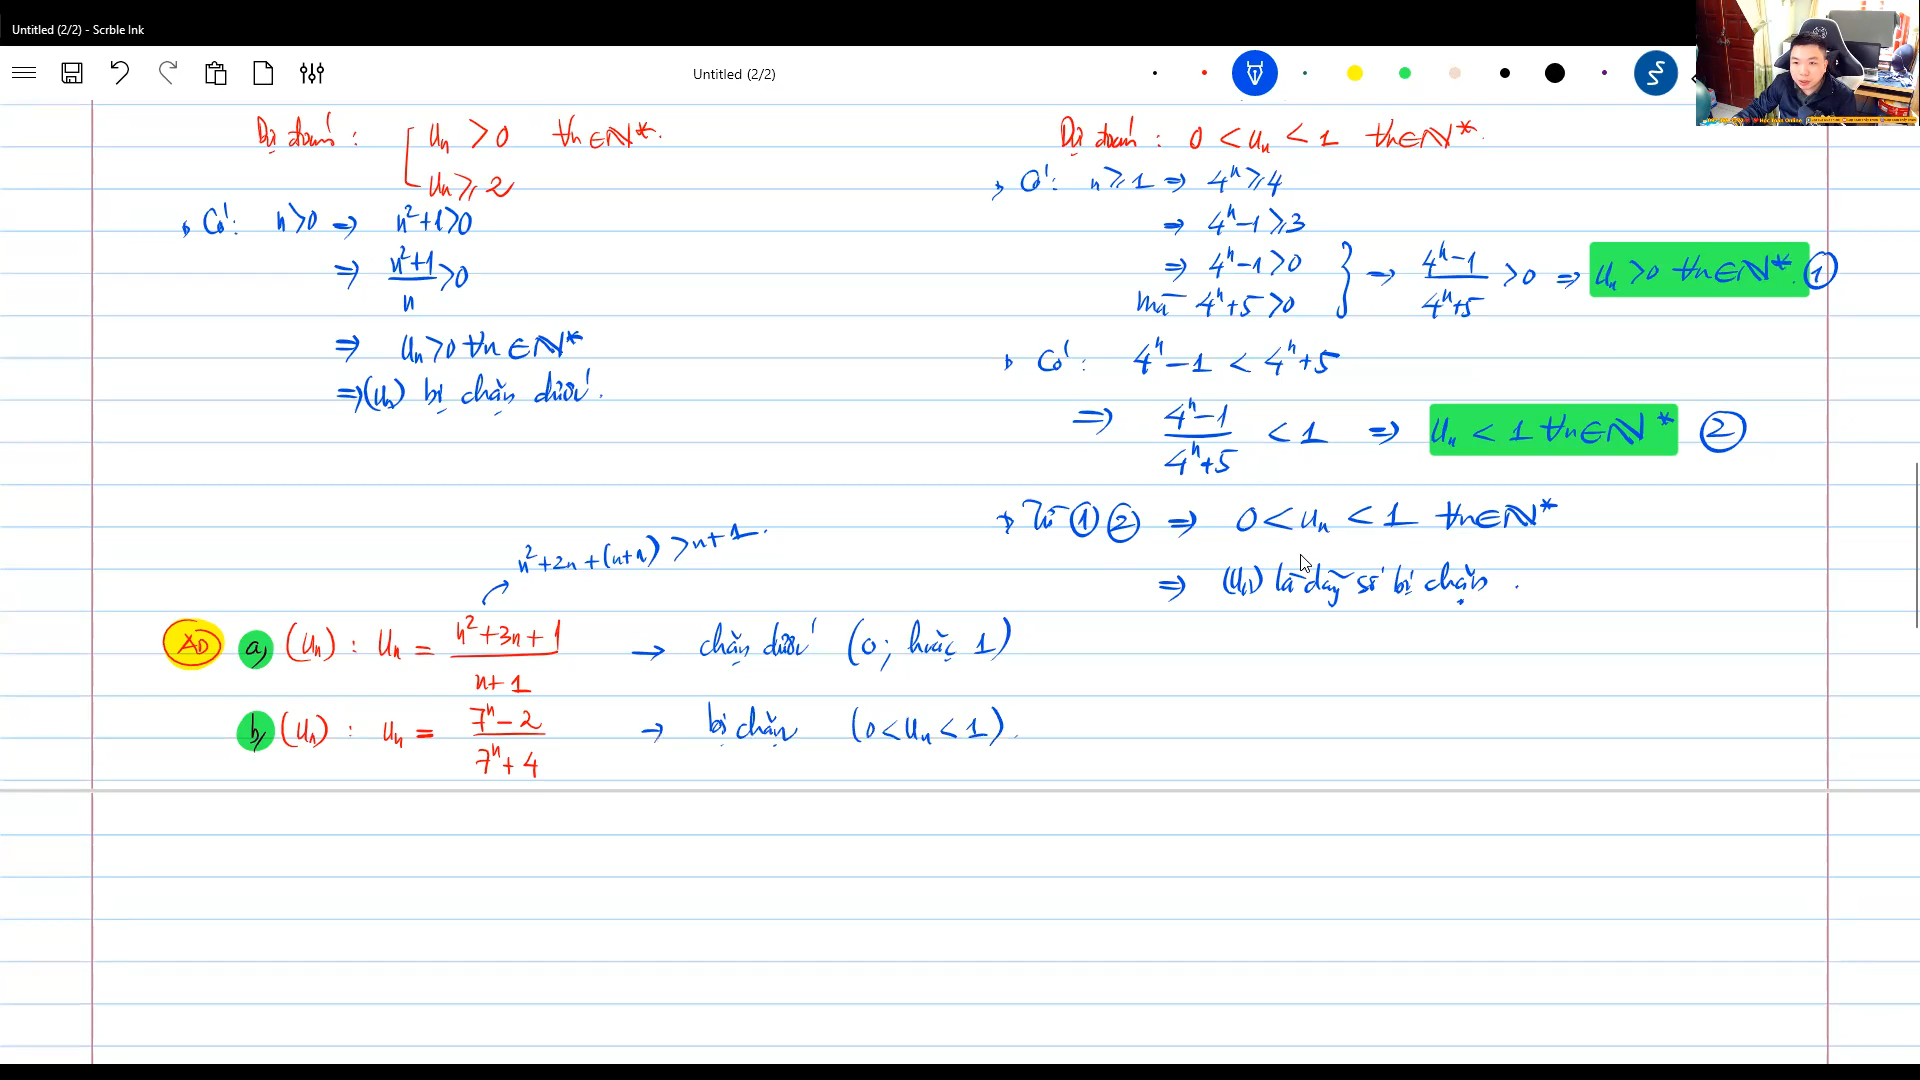 Untitled (2/2) - Scrble Ink
Untitled (2/2)
Dự đoán : [ uₙ > 0 ∀n∈ℕ*.
uₙ ⩾ 2
Có: n>0 ⇒ n²+1>0
⇒ (n²+1)/n >0
⇒ uₙ>0 ∀n∈ℕ*
⇒(uₙ) bị chặn dưới.
Dự đoán : 0 < uₙ < 1 ∀n∈ℕ*.
Có: n⩾1 ⇒ 4ⁿ⩾4
⇒ 4ⁿ-1⩾3
⇒ 4ⁿ-1>0
mà 4ⁿ+5>0 } ⇒ (4ⁿ-1)/(4ⁿ+5) >0 ⇒ uₙ>0 ∀n∈ℕ*. ①
Có: 4ⁿ-1 < 4ⁿ+5
⇒ (4ⁿ-1)/(4ⁿ+5) < 1 ⇒ uₙ < 1 ∀n∈ℕ* ②
Từ ① ② ⇒ 0 < uₙ < 1 ∀n∈ℕ*
⇒ (uₙ) là dãy số bị chặn .
n²+2n+(n+1) > n+1.
AD a) (uₙ) : uₙ = (n²+3n+1)/(n+1) → chặn dưới (0; hoặc 1)
b) (uₙ) : uₙ = (7ⁿ-2)/(7ⁿ+4) → bị chặn (0<uₙ<1).